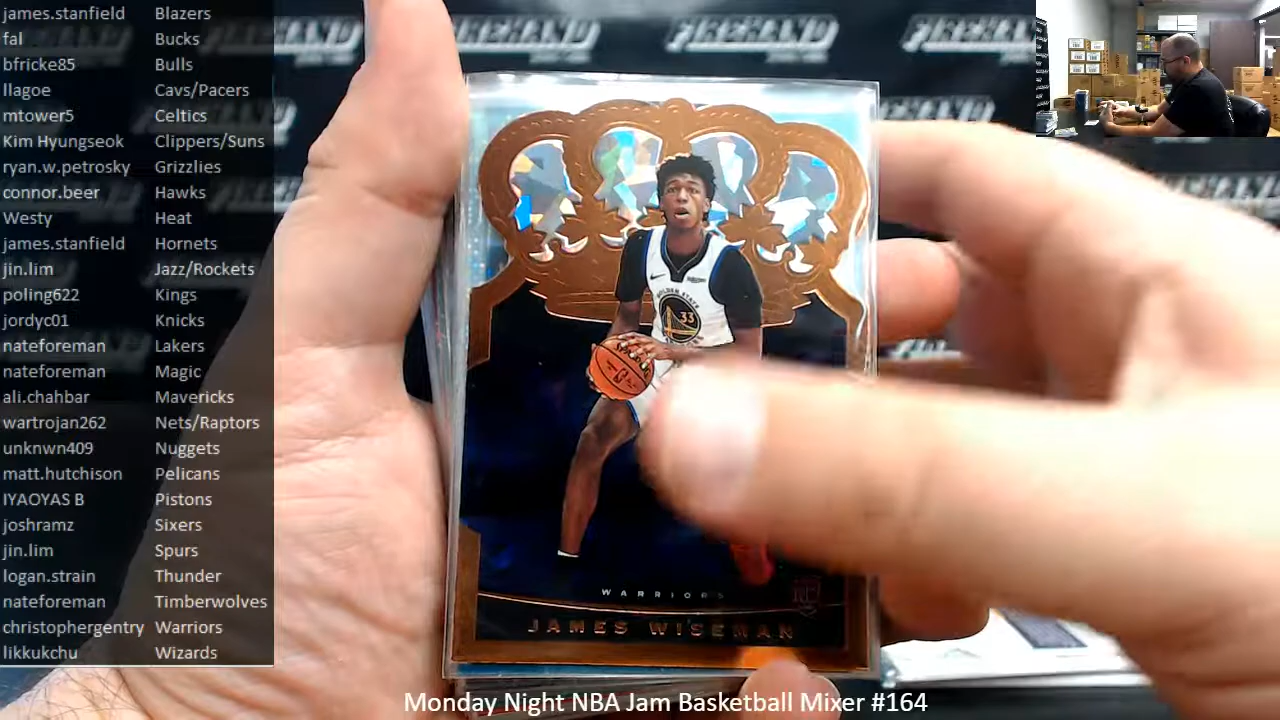 james.stanfield Blazers
fal Bucks
bfricke85 Bulls
llagoe Cavs/Pacers
mtower5 Celtics
Kim Hyungseok Clippers/Suns
ryan.w.petrosky Grizzlies
connor.beer Hawks
Westy Heat
james.stanfield Hornets
jin.lim Jazz/Rockets
poling622 Kings
jordyc01 Knicks
nateforeman Lakers
nateforeman Magic
ali.chahbar Mavericks
wartrojan262 Nets/Raptors
unknwn409 Nuggets
matt.hutchison Pelicans
IYAOYAS B Pistons
joshramz Sixers
jin.lim Spurs
logan.strain Thunder
nateforeman Timberwolves
christophergentry Warriors
likkukchu Wizards
FIREHAND FIREHAND FIREHAND
GOLDEN STATE
33
SPALDING
WARRIORS
JAMES WISEMAN
Monday Night NBA Jam Basketball Mixer #164